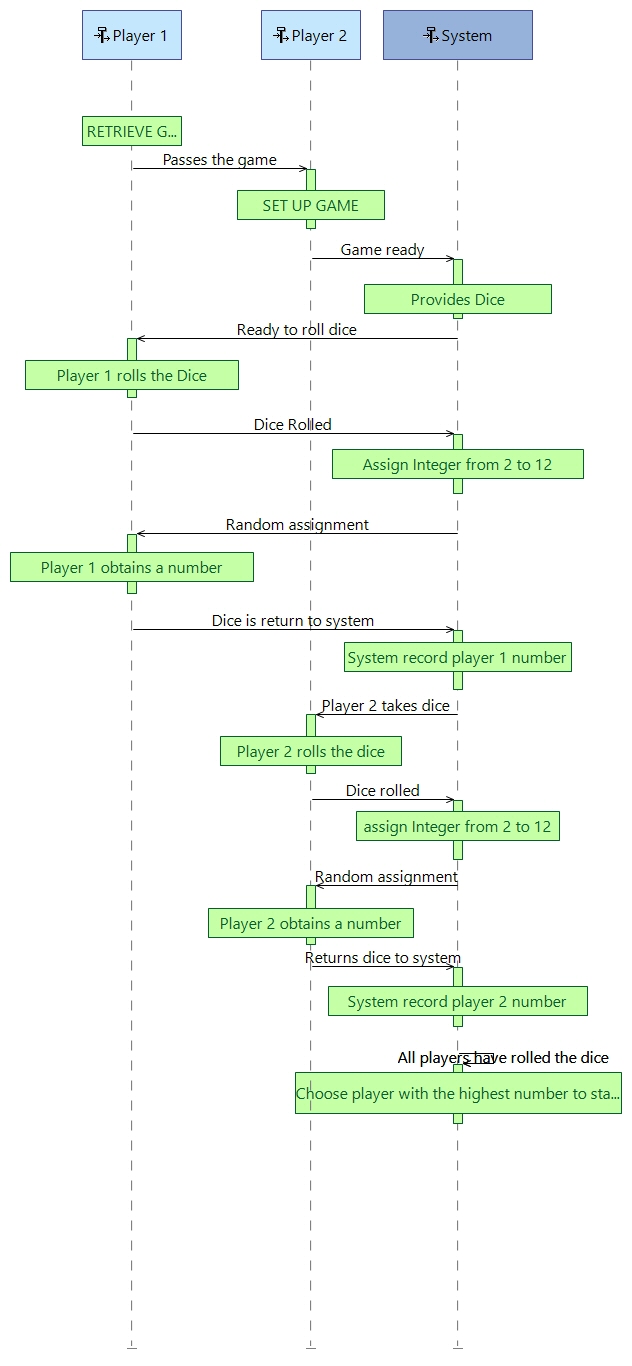 Player 1
Player 2
System
RETRIEVE G...
Passes the game
SET UP GAME
Game ready
Provides Dice
Ready to roll dice
Player 1 rolls the Dice
Dice Rolled
Assign Integer from 2 to 12
Random assignment
Player 1 obtains a number
Dice is return to system
System record player 1 number
Player 2 takes dice
Player 2 rolls the dice
Dice rolled
assign Integer from 2 to 12
Random assignment
Player 2 obtains a number
Returns dice to system
System record player 2 number
All players have rolled the dice
Choose player with the highest number to sta...